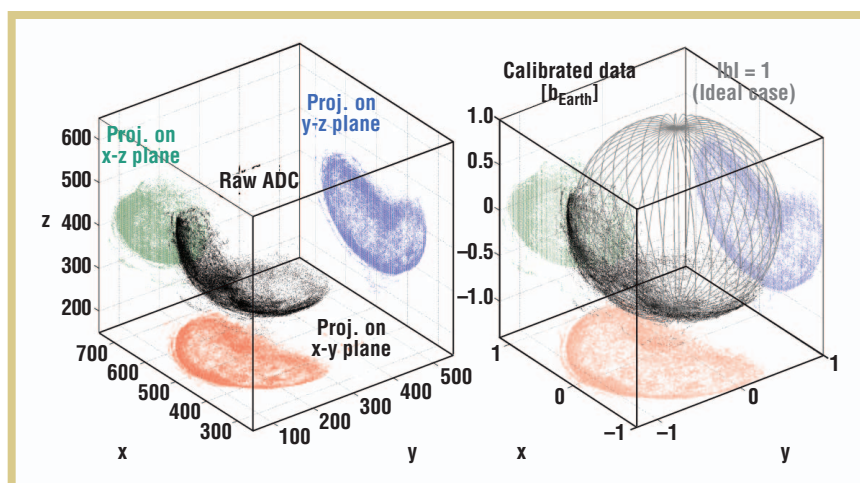 Proj. on
x-z plane
Raw ADC
Proj. on
y-z plane
Proj. on
x-y plane
z
600
500
400
300
200
700
600
500
400
300
x
100
200
300
400
500
y
Calibrated data
[bEarth]
lbl = 1
(Ideal case)
1.0
0.5
0
−0.5
−1.0
1
0
−1
x
−1
0
1
y